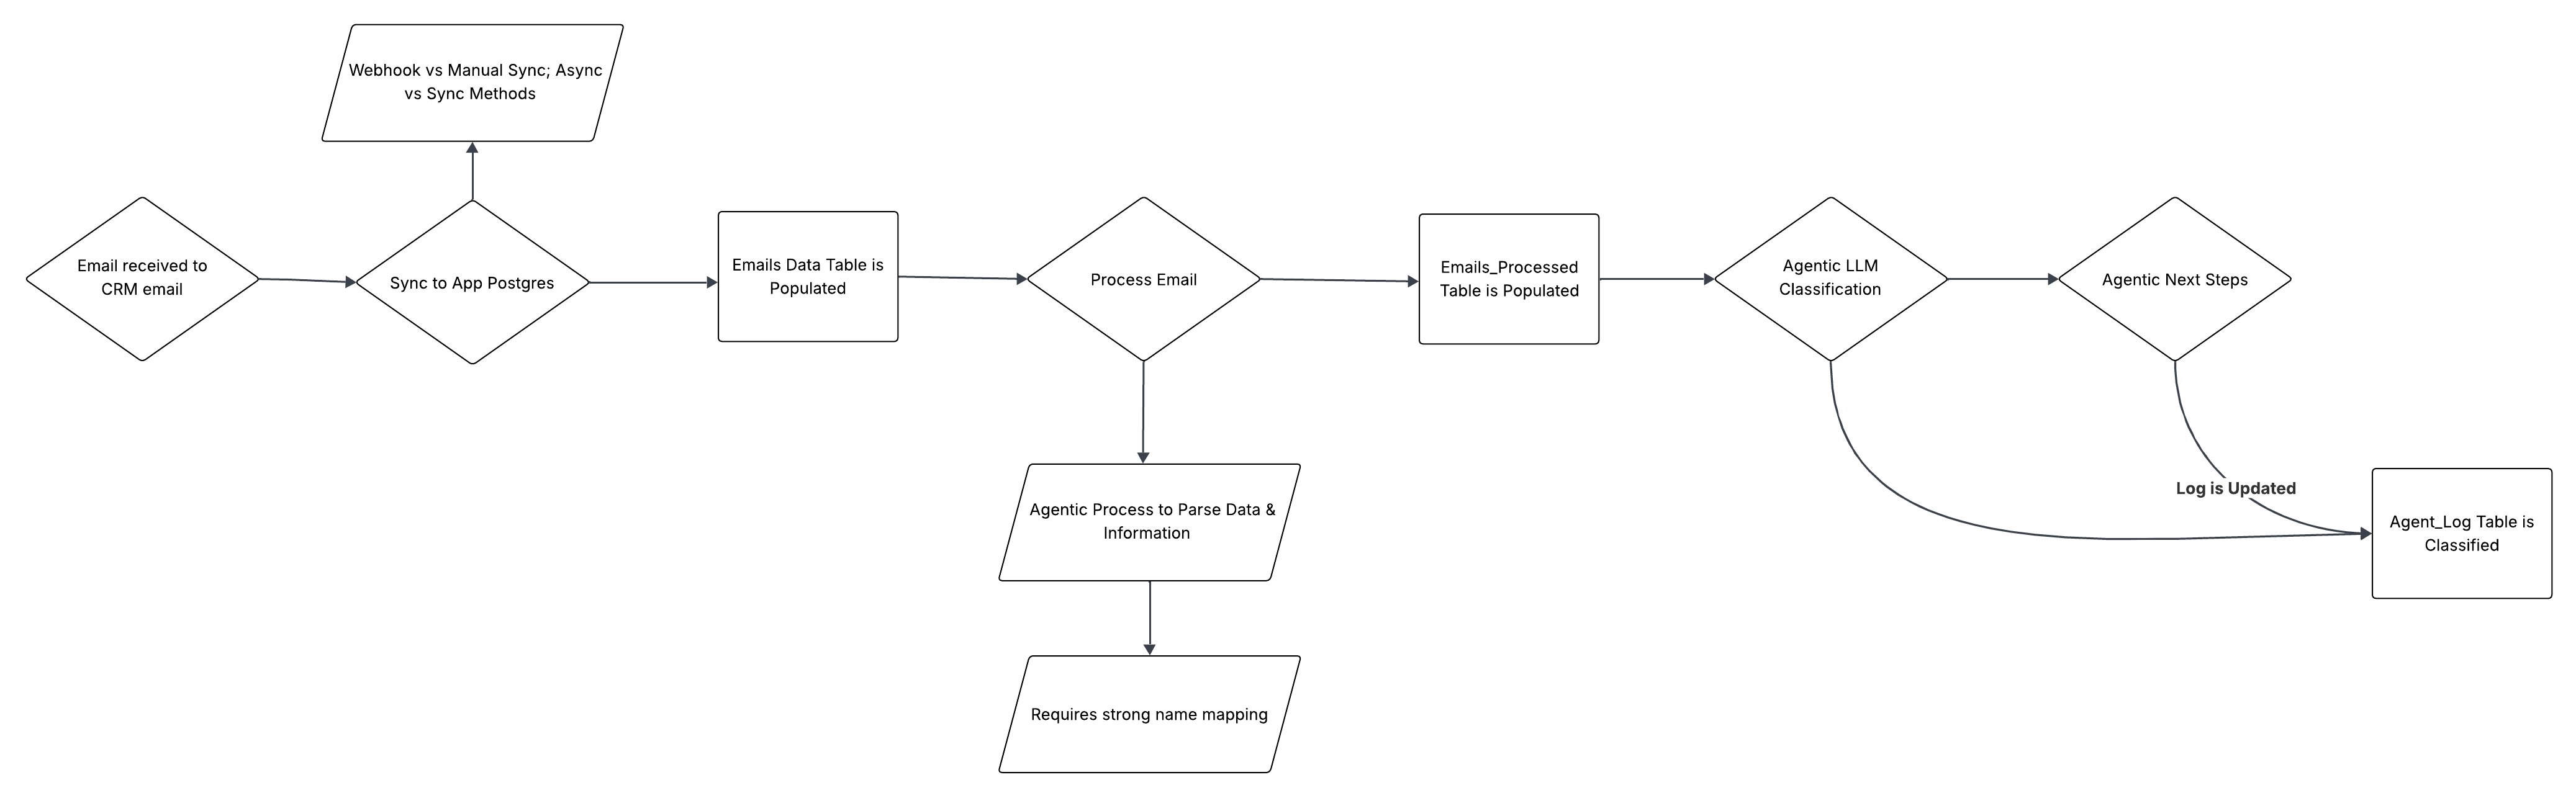 Webhook vs Manual Sync; Async
vs Sync Methods
Email received to
CRM email
Sync to App Postgres
Emails Data Table is
Populated
Process Email
Emails_Processed
Table is Populated
Agentic LLM
Classification
Agentic Next Steps
Log is Updated
Agent_Log Table is
Classified
Agentic Process to Parse Data &
Information
Requires strong name mapping